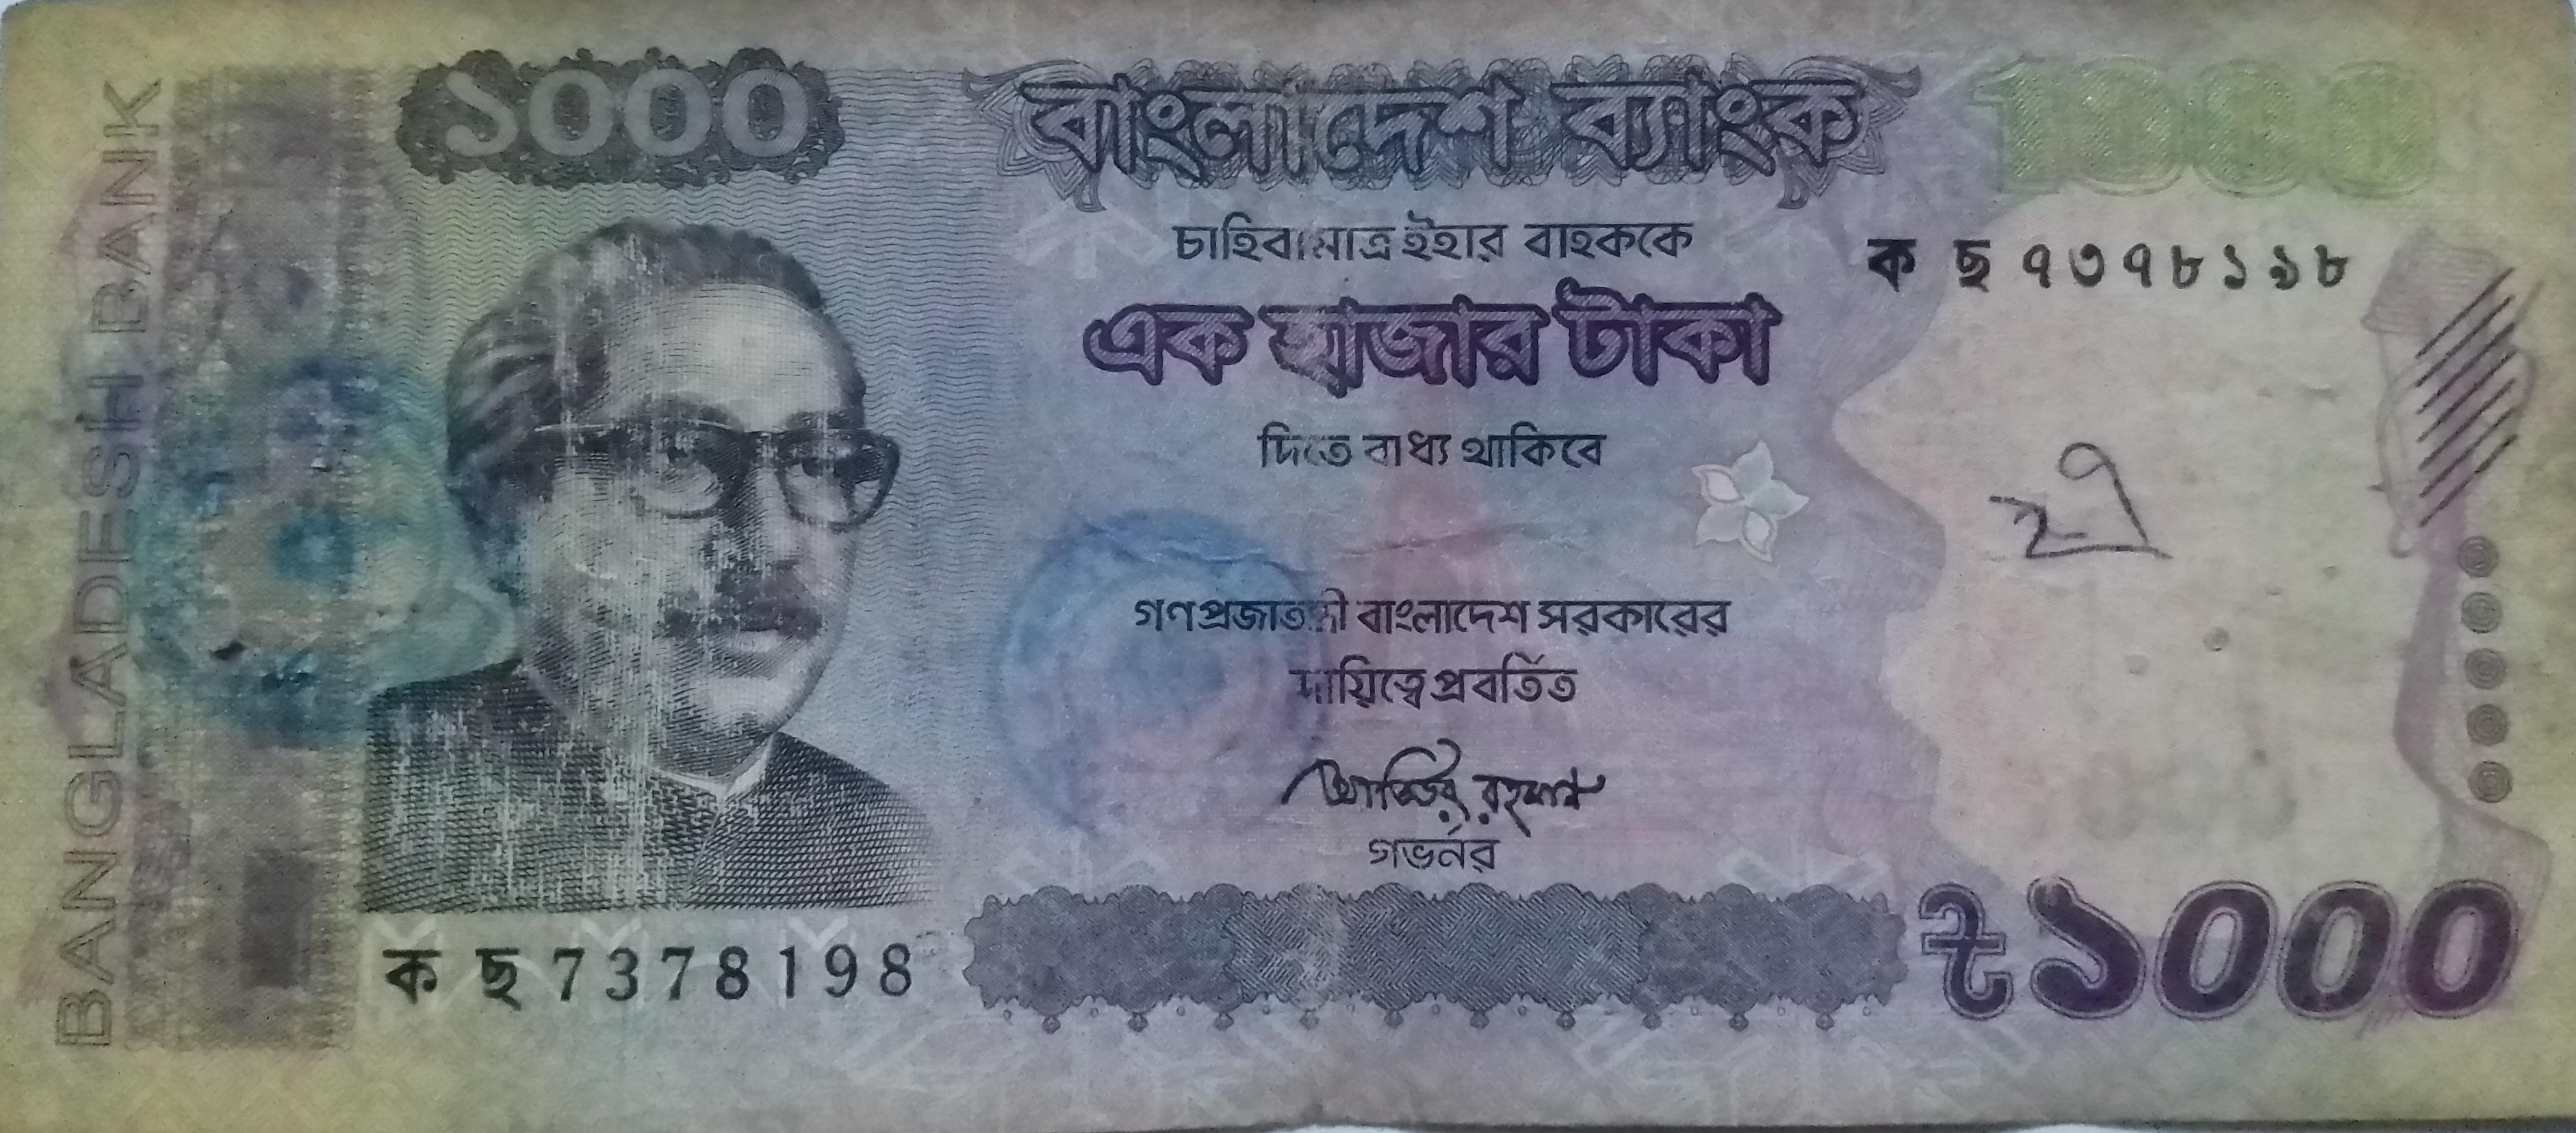 BANGLADESH BANK
১০০০
বাংলাদেশ ব্যাংক
1000
চাহিবামাত্র ইহার বাহককে
ক ছ ৭৩৭৮১৯৮
এক হাজার টাকা
দিতে বাধ্য থাকিবে
গণপ্রজাতন্ত্রী বাংলাদেশ সরকারের
দায়িত্বে প্রবর্তিত
আতিউর রহমান
গভর্নর
ক ছ 7378198
৳১০০০